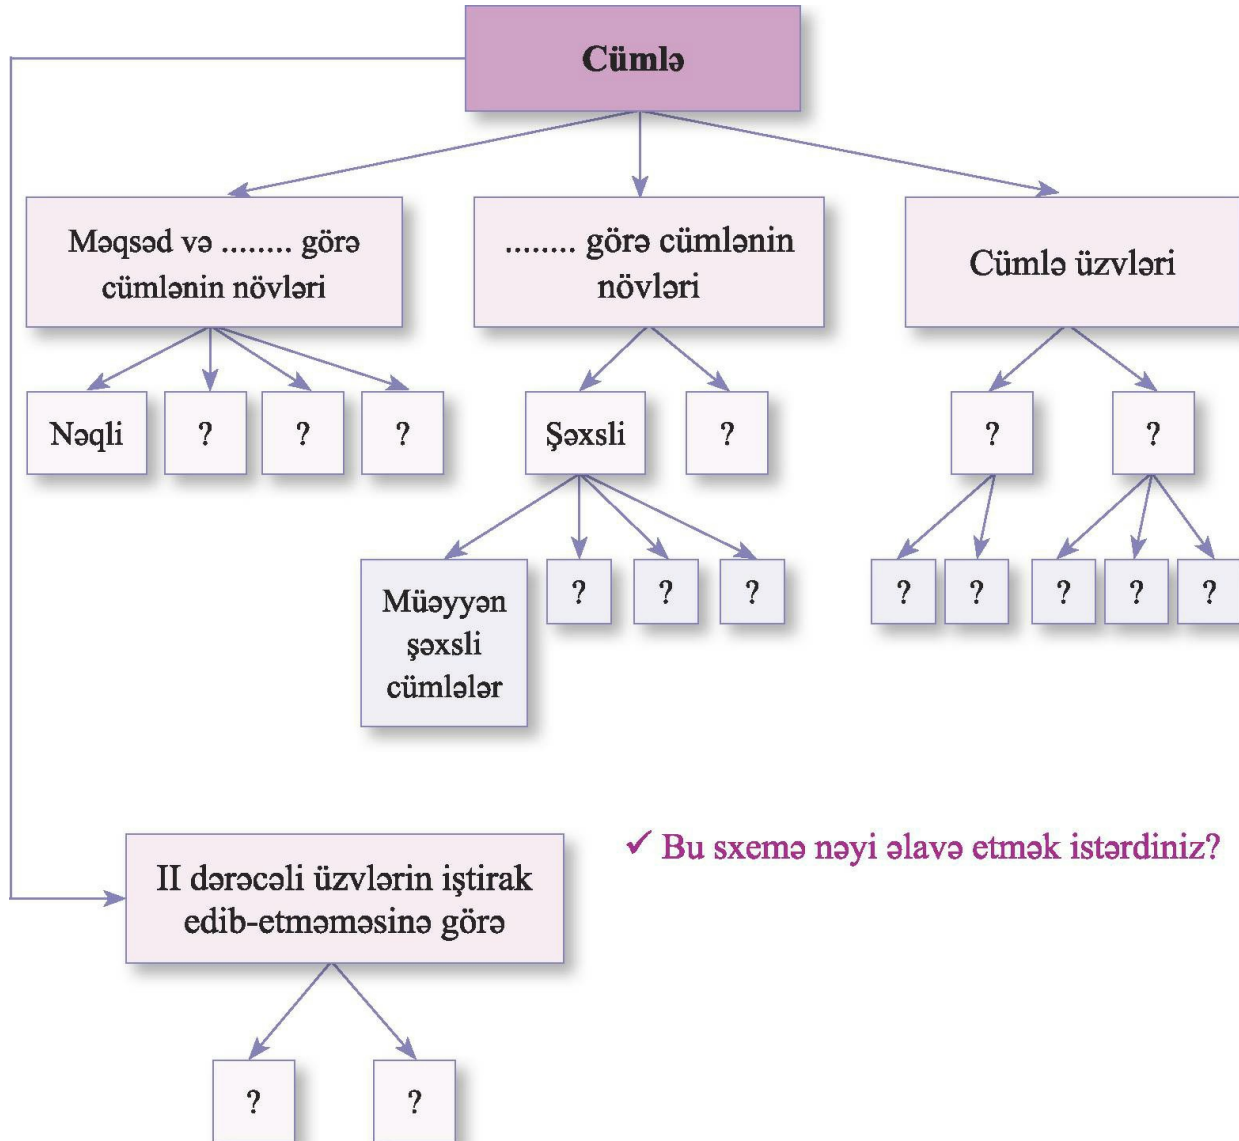 Cümlə
Məqsəd və ........ görə
cümlənin növləri
........ görə cümlənin
növləri
Cümlə üzvləri
Nəqli
?
?
?
Şəxsli
?
?
?
Müəyyən
şəxsli
cümlələr
?
?
?
?
?
?
?
?
II dərəcəli üzvlərin iştirak
edib-etməməsinə görə
✓ Bu sxemə nəyi əlavə etmək istərdiniz?
?
?